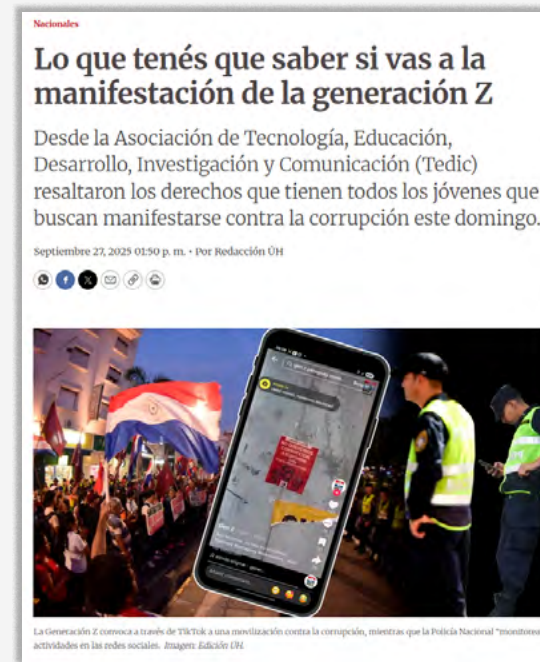 Nacionales
Lo que tenés que saber si vas a la
manifestación de la generación Z
Desde la Asociación de Tecnología, Educación,
Desarrollo, Investigación y Comunicación (Tedic)
resaltaron los derechos que tienen todos los jóvenes que
buscan manifestarse contra la corrupción este domingo.
Septiembre 27, 2025 01:50 p. m. • Por Redacción ÚH
La Generación Z convoca a través de TikTok a una movilización contra la corrupción, mientras que la Policía Nacional "monitorea"
actividades en las redes sociales. Imagen: Edición ÚH.